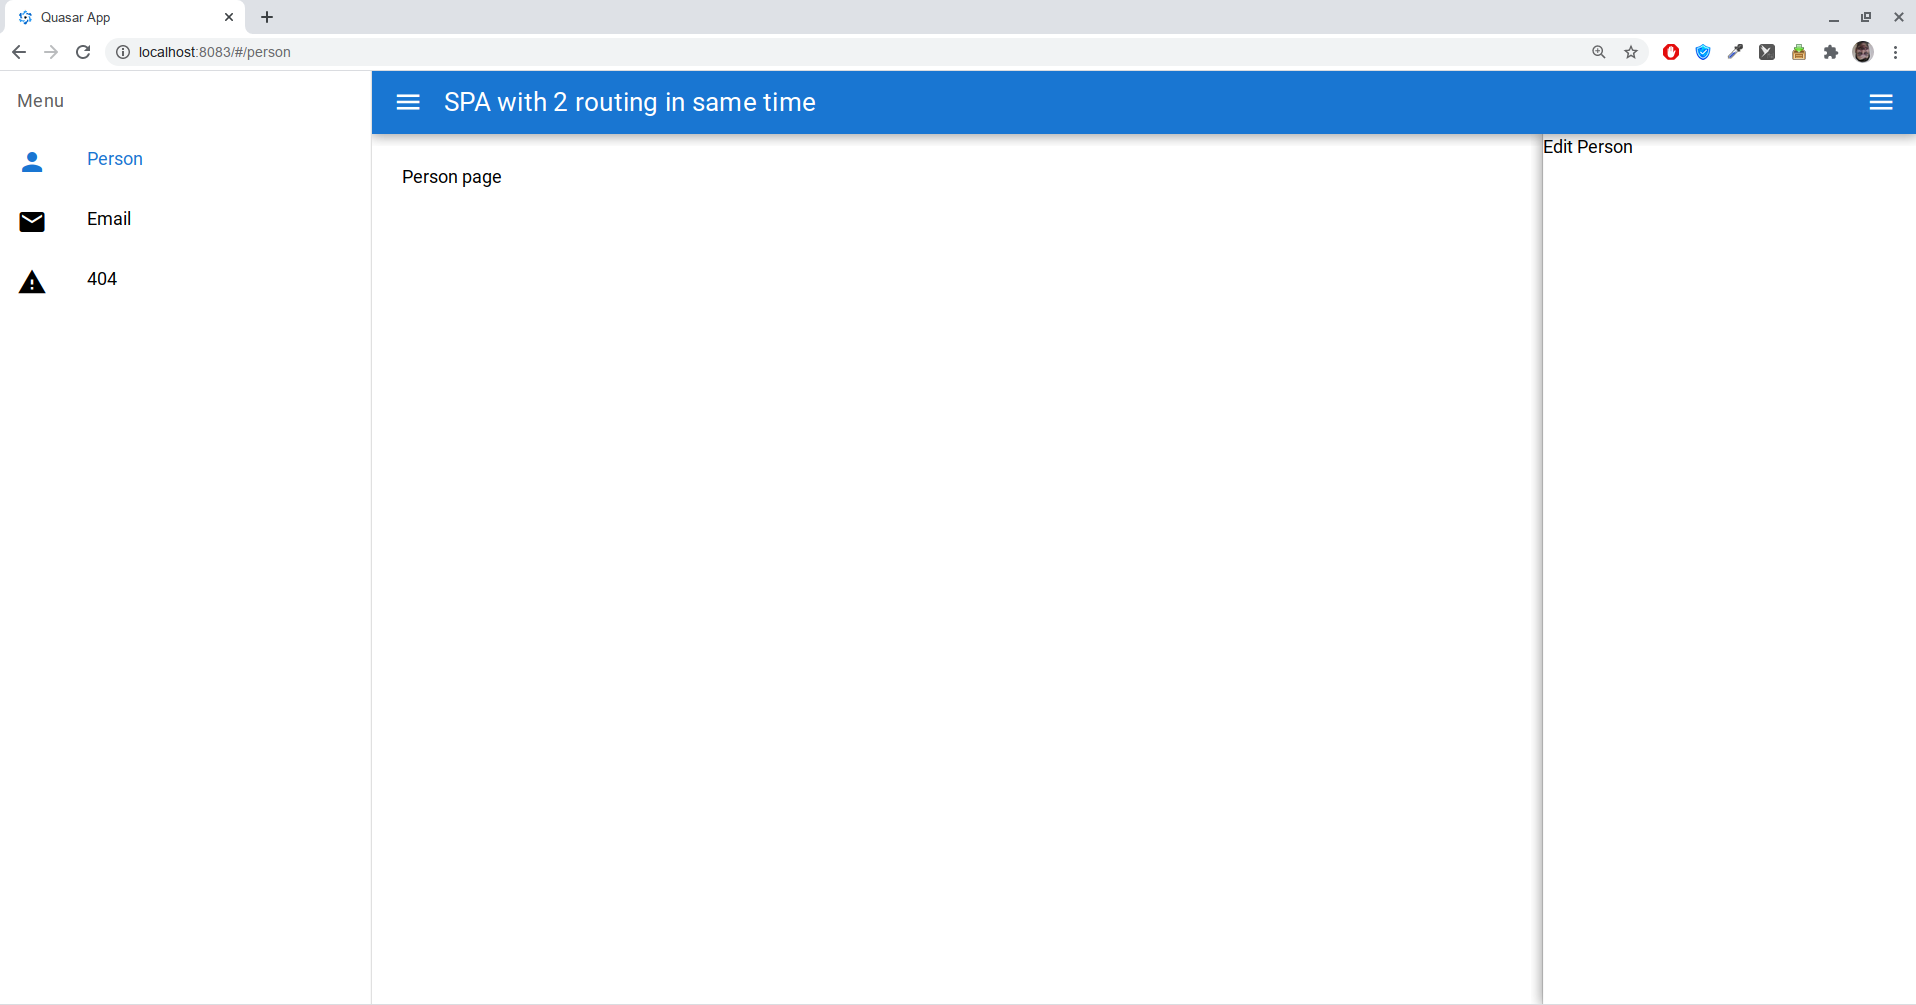 Quasar App
localhost:8083/#/person
Menu
SPA with 2 routing in same time
Person
Email
404
Person page
Edit Person